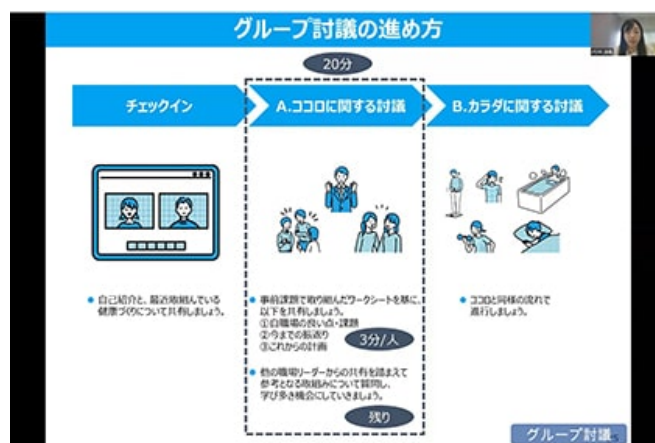 グループ討議の進め方
20分
チェックイン
A.ココロに関する討議
B.カラダに関する討議
● 自己紹介と、最近取組んでいる
健康づくりについて共有しましょう。
● 事前課題で取り組んだワークシートを基に、
以下を共有しましょう。
①自職場の良い点・課題
②今までの振返り
③これからの計画
3分/人
● 他の職場リーダーからの共有を踏まえて
参考となる取組みについて質問し、
学び多き機会にしていきましょう。
残り
● ココロと同様の流れで
進行しましょう。
グループ討議